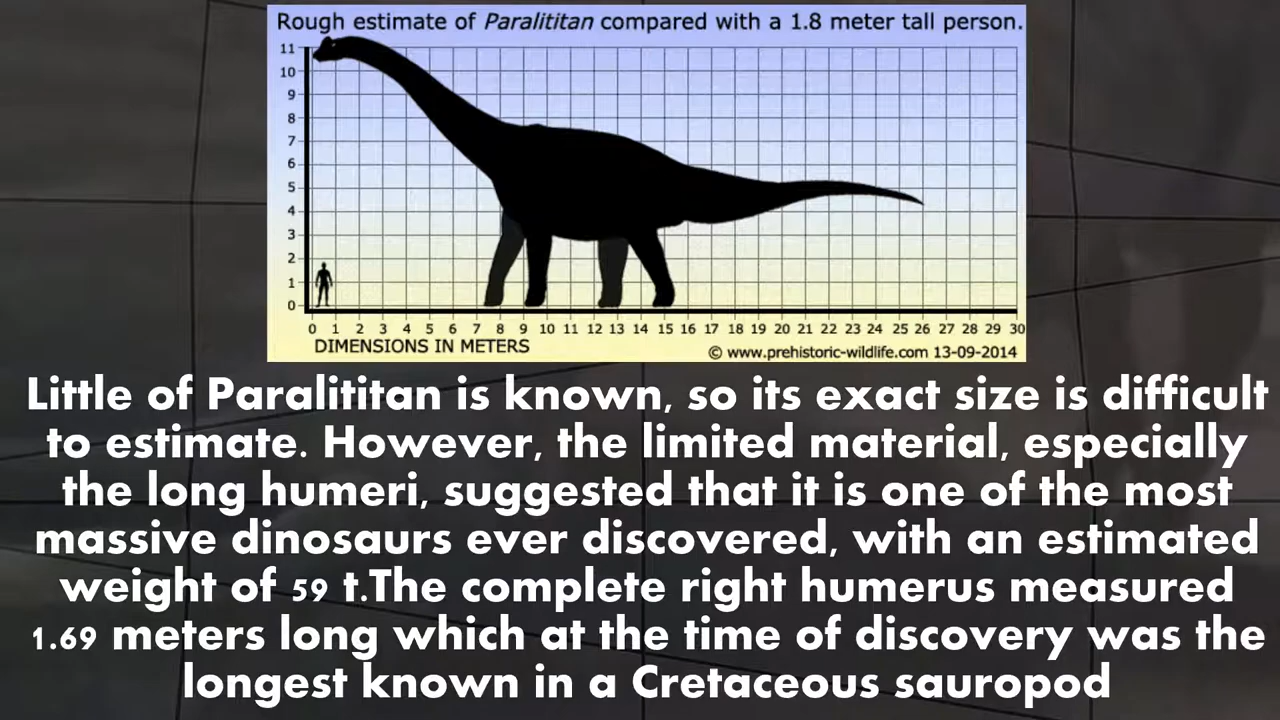 Rough estimate of Paralititan compared with a 1.8 meter tall person.
11
10
9
8
7
6
5
4
3
2
1
0
0 1 2 3 4 5 6 7 8 9 10 11 12 13 14 15 16 17 18 19 20 21 22 23 24 25 26 27 28 29 30
DIMENSIONS IN METERS
© www.prehistoric-wildlife.com 13-09-2014
Little of Paralititan is known, so its exact size is difficult
to estimate. However, the limited material, especially
the long humeri, suggested that it is one of the most
massive dinosaurs ever discovered, with an estimated
weight of 59 t.The complete right humerus measured
1.69 meters long which at the time of discovery was the
longest known in a Cretaceous sauropod